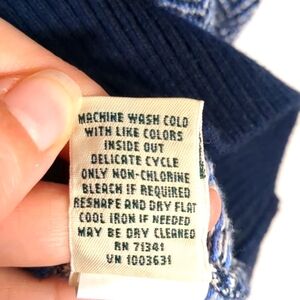 MACHINE WASH COLD
WITH LIKE COLORS
INSIDE OUT
DELICATE CYCLE
ONLY NON-CHLORINE
BLEACH IF REQUIRED
RESHAPE AND DRY FLAT
COOL IRON IF NEEDED
MAY BE DRY CLEANED
RN 71341
VN 1003631